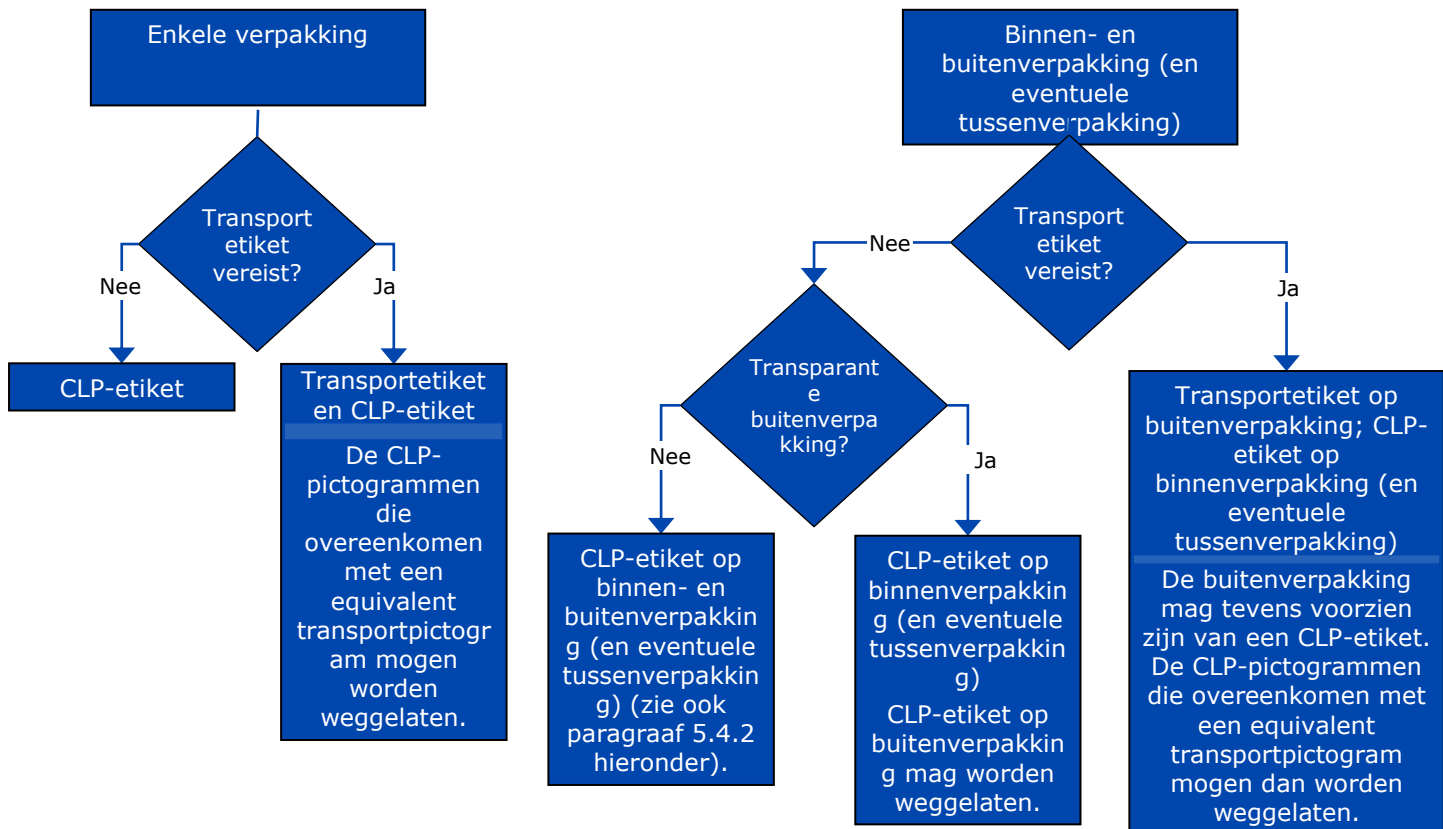 Enkele verpakking
Transport
etiket
vereist?
Nee
Ja
CLP-etiket
Transportetiket
en CLP-etiket
De CLP-
pictogrammen
die
overeenkomen
met een
equivalent
transportpictogr
am mogen
worden
weggelaten.
Binnen- en
buitenverpakking (en
eventuele
tussenverpakking)
Transport
etiket
vereist?
Nee
Ja
Transparant
e
buitenverpa
kking?
Nee
Ja
CLP-etiket op
binnen- en
buitenverpakkin
g (en eventuele
tussenverpakkin
g) (zie ook
paragraaf 5.4.2
hieronder).
CLP-etiket op
binnenverpakkin
g (en eventuele
tussenverpakkin
g)
CLP-etiket op
buitenverpakkin
g mag worden
weggelaten.
Transportetiket op
buitenverpakking; CLP-
etiket op
binnenverpakking (en
eventuele
tussenverpakking)
De buitenverpakking
mag tevens voorzien
zijn van een CLP-etiket.
De CLP-pictogrammen
die overeenkomen met
een equivalent
transportpictogram
mogen dan worden
weggelaten.